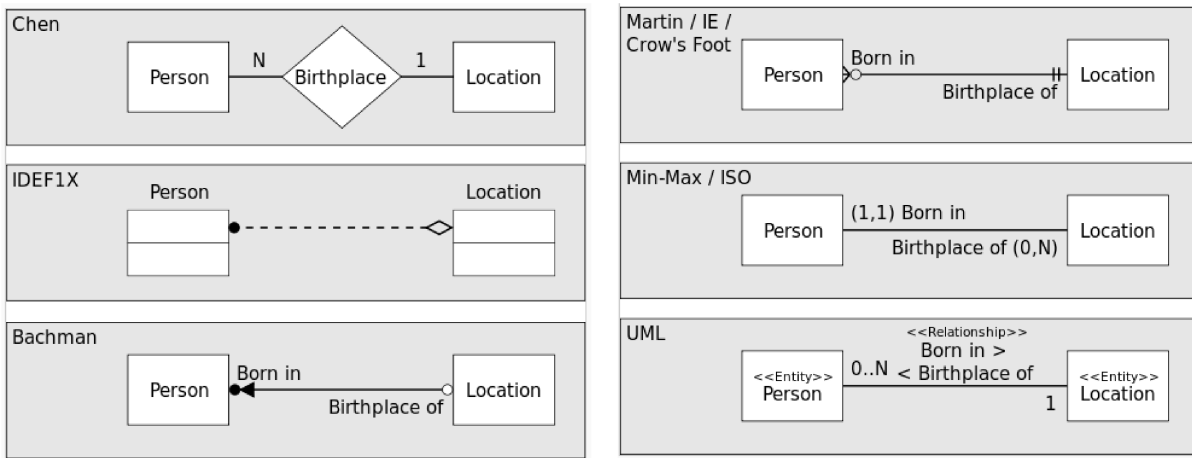 Chen
Person
N
Birthplace
1
Location
IDEF1X
Person
Location
Bachman
Person
Born in
Birthplace of
Location
Martin / IE /
Crow's Foot
Person
Born in
Birthplace of
Location
Min-Max / ISO
Person
(1,1) Born in
Birthplace of (0,N)
Location
UML
<<Entity>>
Person
0..N
<<Relationship>>
Born in >
< Birthplace of
1
<<Entity>>
Location